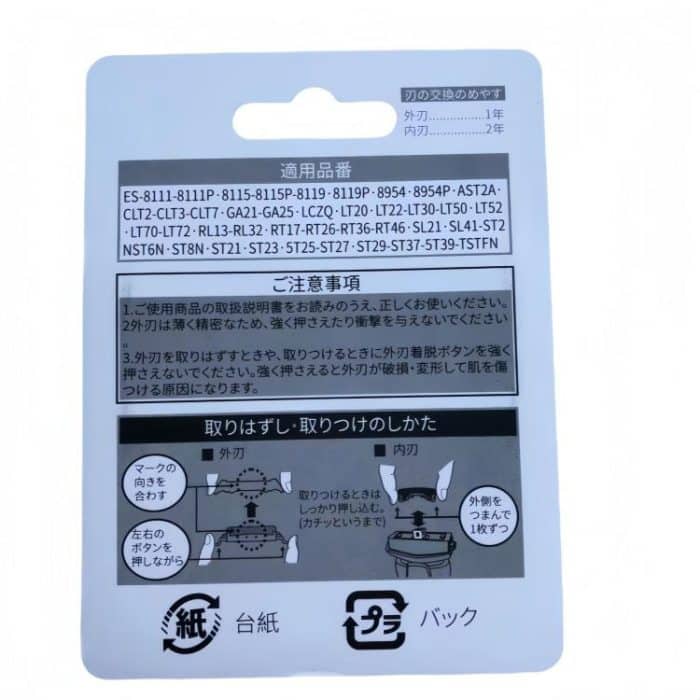 刃の交換のめやす
外刃................1年
内刃................2年
適用品番
ES-8111-8111P・8115-8115P-8119・8119P・8954・8954P・AST2A・
CLT2-CLT3-CLT7・GA21-GA25・LCZQ・LT20・LT22-LT30-LT50・LT52
・LT70-LT72・RL13-RL32・RT17-RT26-RT36-RT46・SL21・SL41-ST2
NST6N・ST8N・ST21・ST23・5T25-ST27・ST29-ST37-5T39-TSTFN
ご注意事項
1.ご使用商品の取扱説明書をお読みのうえ、正しくお使いください。
2外刃は薄く精密なため、強く押さえたり衝撃を与えないでください
。
3.外刃を取りはずすときや、取りつけるときに外刃着脱ボタンを強く
押さえないでください。強く押さえると外刃が破損・変形して肌を傷
つける原因になります。
取りはずし・取りつけのしかた
■外刃
マークの
向きを
合わす
左右の
ボタンを
押しながら
■内刃
取りつけるときは
しっかり押し込む。
(カチッというまで)
外側を
つまんで
1枚ずつ
紙 台紙
プラ バック